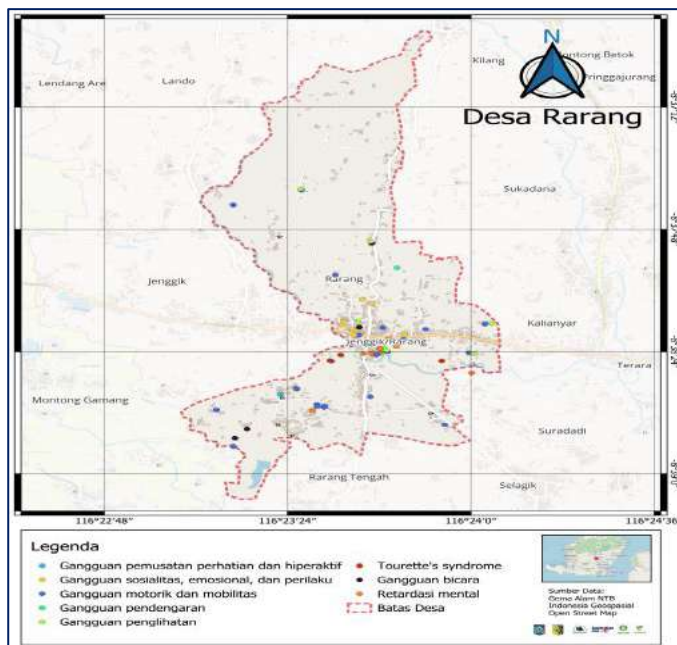 N
Desa Rarang
Lendang Are
Lando
Kilang
Montong Betok
Pringgajurang
Sukadana
Jenggik
Rarang
Kalianyar
Jenggik/Rarang
Terara
Montong Gamang
Suradadi
Rarang Tengah
Selagik
116°22'48"
116°23'24"
116°24'0"
116°24'36"
Legenda
Gangguan pemusatan perhatian dan hiperaktif
Gangguan sosialitas, emosional, dan perilaku
Gangguan motorik dan mobilitas
Gangguan pendengaran
Gangguan penglihatan
Tourette's syndrome
Gangguan bicara
Retardasi mental
Batas Desa
Sumber Data:
Gema Alam NTB
Indonesia Geospasial
Open Street Map